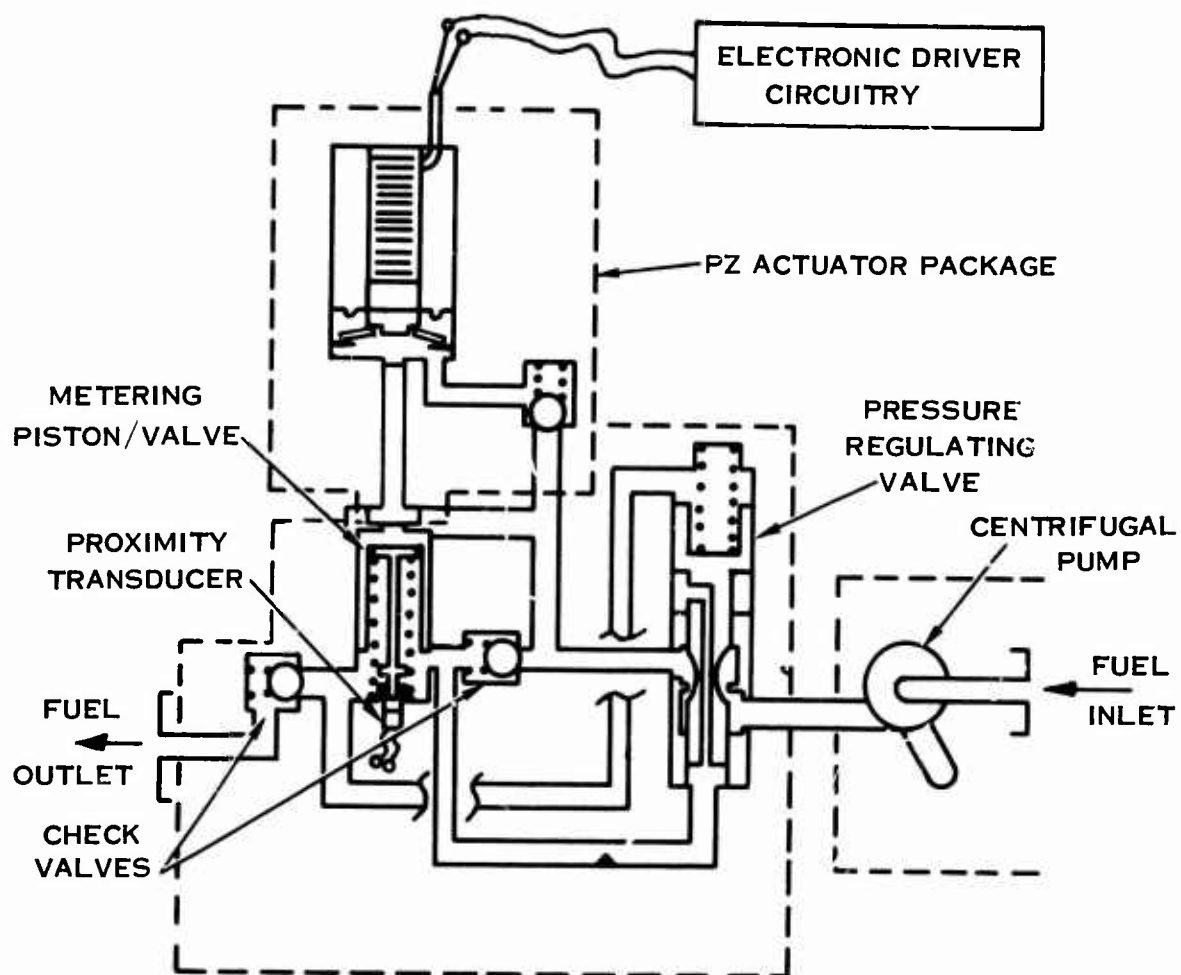 ELECTRONIC DRIVER
CIRCUITRY
PZ ACTUATOR PACKAGE
METERING
PISTON/VALVE
PRESSURE
REGULATING
VALVE
PROXIMITY
TRANSDUCER
CENTRIFUGAL
PUMP
FUEL
INLET
FUEL
OUTLET
CHECK
VALVES